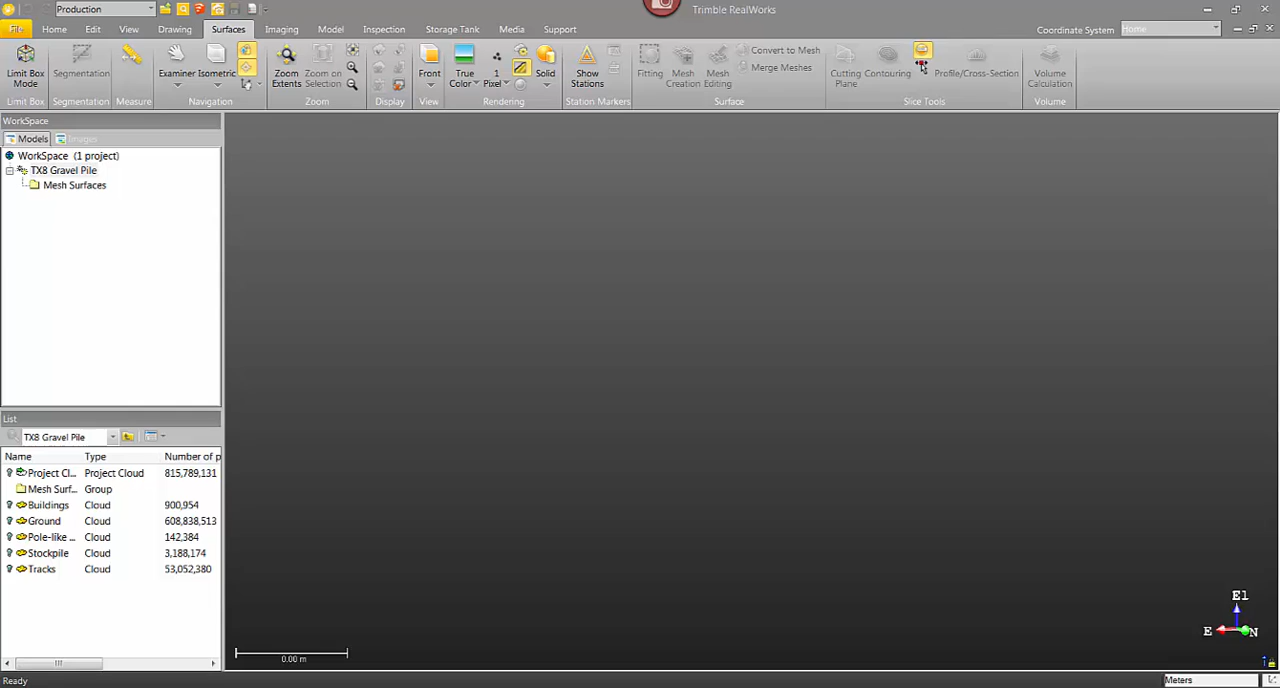 Production
Trimble RealWorks
File Home Edit View Drawing Surfaces Imaging Model Inspection Storage Tank Media Support
Coordinate System Home
Limit Box Mode
Segmentation
Examiner
Isometric
Zoom Extents
Zoom on Selection
Front
True Color
1 Pixel
Solid
Show Stations
Fitting
Mesh Creation
Mesh Editing
Convert to Mesh
Merge Meshes
Cutting Plane
Contouring
Profile/Cross-Section
Volume Calculation
Limit Box Segmentation Measure Navigation Zoom Display View Rendering Station Markers Surface Slice Tools Volume
WorkSpace
Models Images
WorkSpace (1 project)
TX8 Gravel Pile
Mesh Surfaces
List
TX8 Gravel Pile
Name Type Number of p
Project Cl... Project Cloud 815,789,131
Mesh Surf... Group
Buildings Cloud 900,954
Ground Cloud 608,838,513
Pole-like ... Cloud 142,384
Stockpile Cloud 3,188,174
Tracks Cloud 53,052,380
El
E N
0.00 m
Ready
Meters